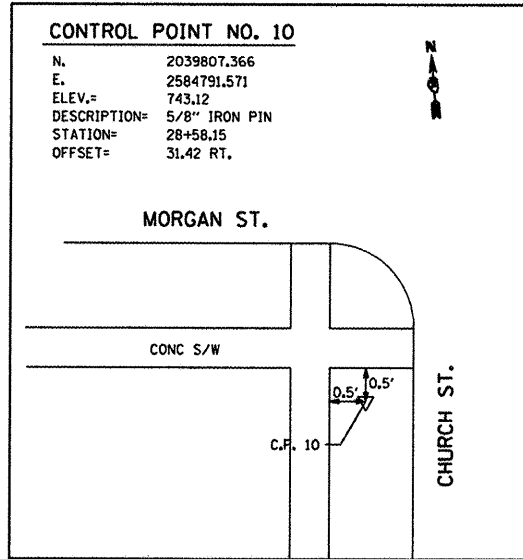 CONTROL POINT NO. 10
N. 2039807.366
E. 2584791.571
ELEV.= 743.12
DESCRIPTION= 5/8" IRON PIN
STATION= 28+58.15
OFFSET= 31.42 RT.
N
MORGAN ST.
CONC S/W
0.5'
0.5'
C.P. 10
CHURCH ST.